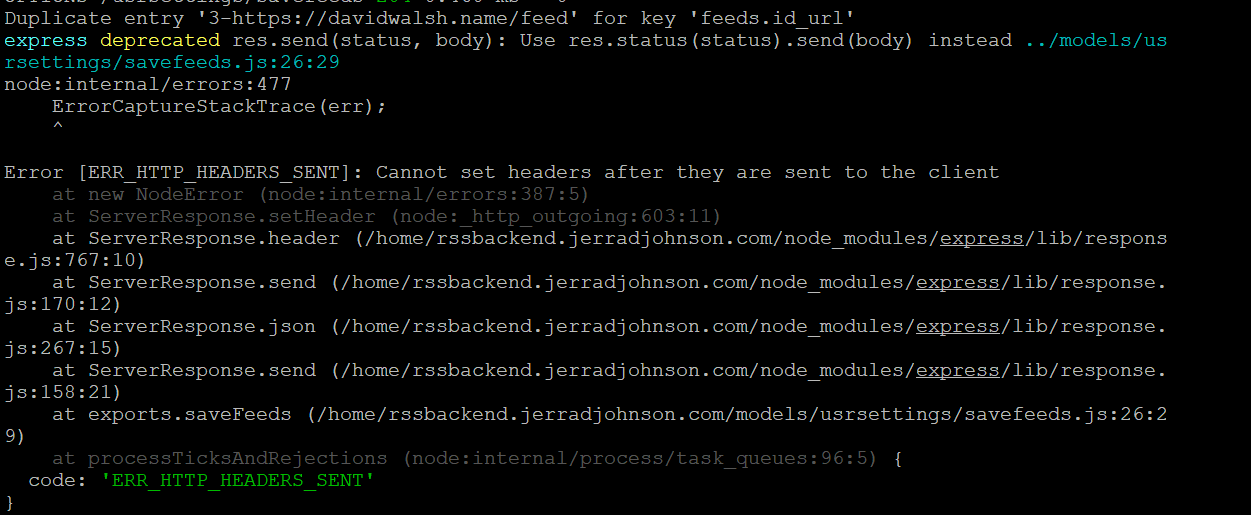 Duplicate entry '3-https://davidwalsh.name/feed' for key 'feeds.id_url'
express deprecated res.send(status, body): Use res.status(status).send(body) instead ../models/us
rsettings/savefeeds.js:26:29
node:internal/errors:477
    ErrorCaptureStackTrace(err);
    ^
Error [ERR_HTTP_HEADERS_SENT]: Cannot set headers after they are sent to the client
    at new NodeError (node:internal/errors:387:5)
    at ServerResponse.setHeader (node:_http_outgoing:603:11)
    at ServerResponse.header (/home/rssbackend.jerradjohnson.com/node_modules/express/lib/respons
e.js:767:10)
    at ServerResponse.send (/home/rssbackend.jerradjohnson.com/node_modules/express/lib/response.
js:170:12)
    at ServerResponse.json (/home/rssbackend.jerradjohnson.com/node_modules/express/lib/response.
js:267:15)
    at ServerResponse.send (/home/rssbackend.jerradjohnson.com/node_modules/express/lib/response.
js:158:21)
    at exports.saveFeeds (/home/rssbackend.jerradjohnson.com/models/usrsettings/savefeeds.js:26:2
9)
    at processTicksAndRejections (node:internal/process/task_queues:96:5) {
  code: 'ERR_HTTP_HEADERS_SENT'
}